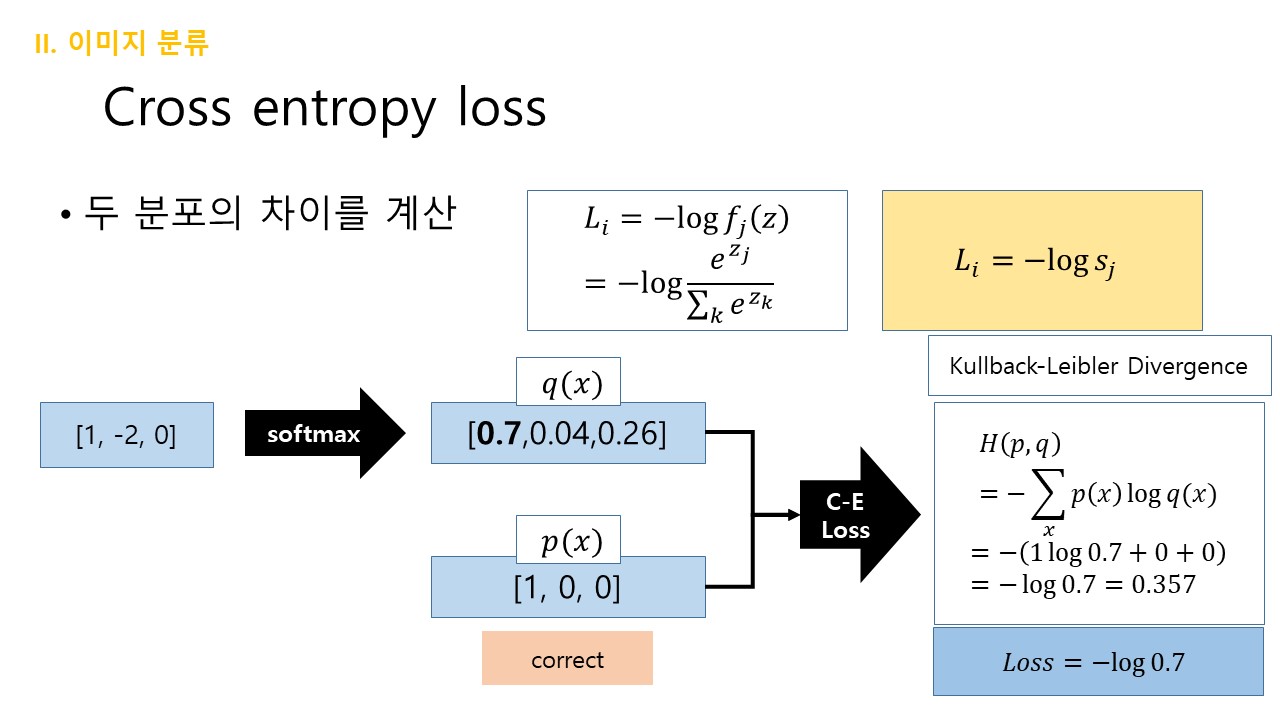 II. 이미지 분류
Cross entropy loss
• 두 분포의 차이를 계산
L_i = −log f_j(z)
= −log e^{z_j} / ∑_k e^{z_k}
L_i = −log s_j
Kullback-Leibler Divergence
[1, -2, 0]
softmax
q(x)
[0.7,0.04,0.26]
p(x)
[1, 0, 0]
correct
C-E
Loss
H(p, q)
= − ∑_x p(x) log q(x)
= −(1 log 0.7 + 0 + 0)
= − log 0.7 = 0.357
Loss = −log 0.7